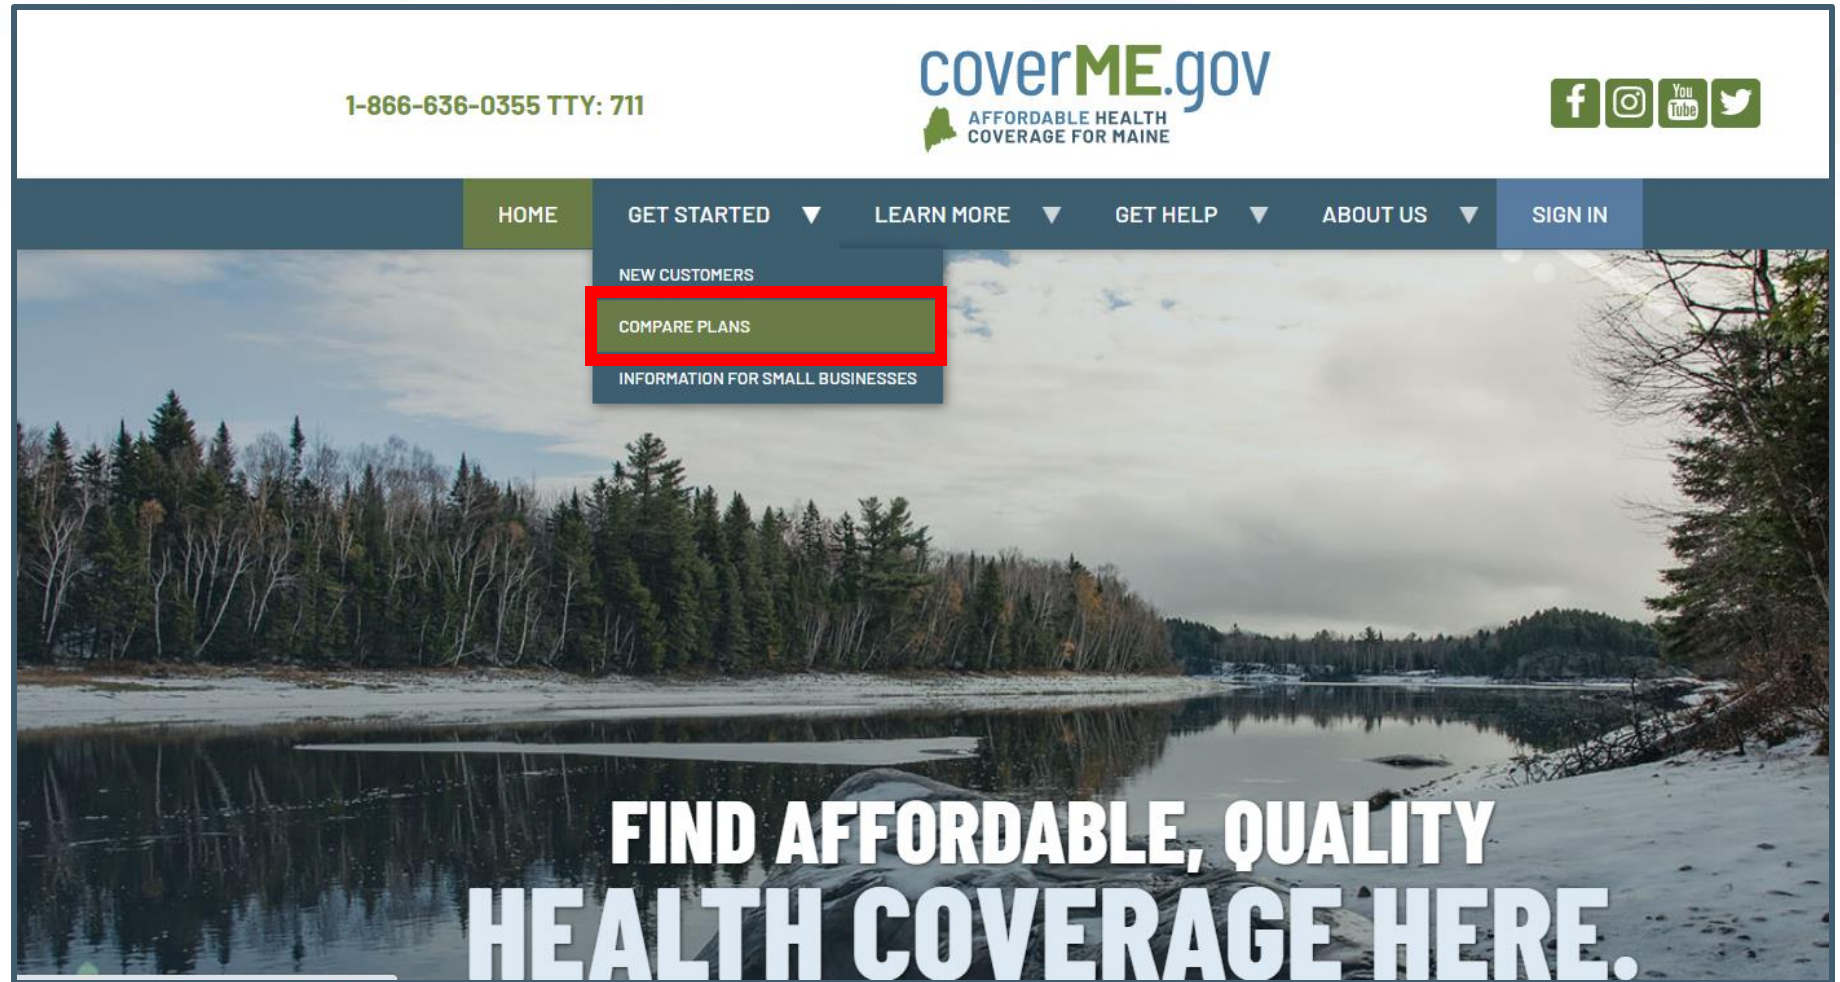 1-866-636-0355 TTY: 711
coverME.gov
AFFORDABLE HEALTH
COVERAGE FOR MAINE
f
You
Tube
HOME
GET STARTED ▼
LEARN MORE ▼
GET HELP ▼
ABOUT US ▼
SIGN IN
NEW CUSTOMERS
COMPARE PLANS
INFORMATION FOR SMALL BUSINESSES
FIND AFFORDABLE, QUALITY
HEALTH COVERAGE HERE.